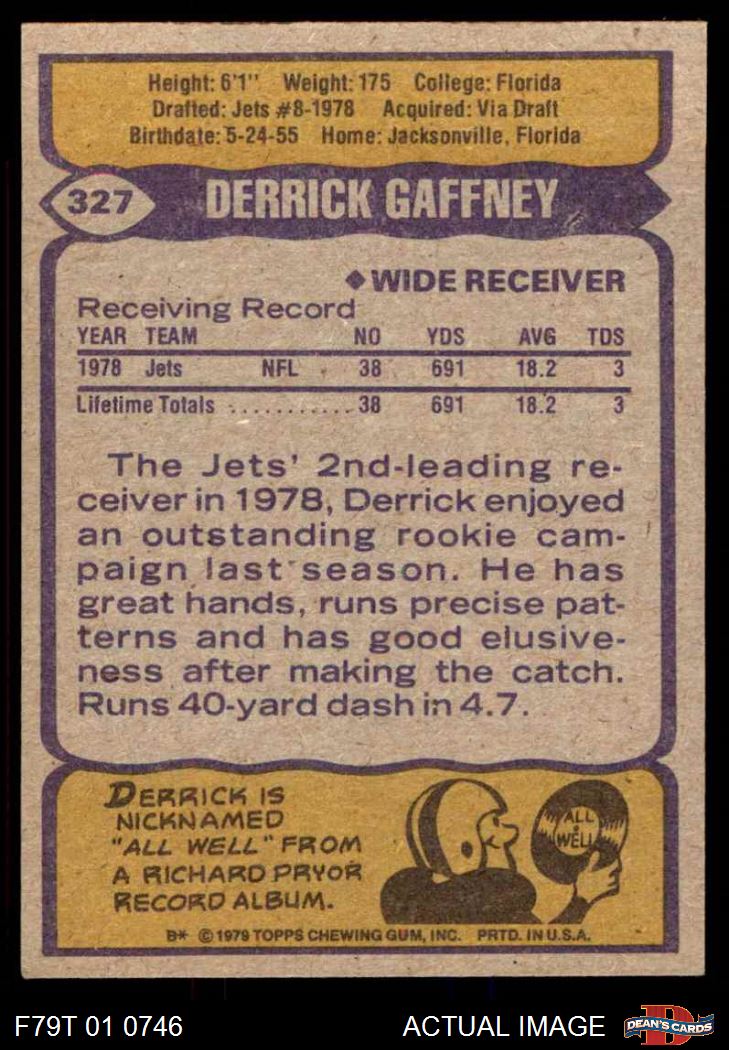 Height: 6'1" Weight: 175 College: Florida
Drafted: Jets #8-1978 Acquired: Via Draft
Birthdate: 5-24-55 Home: Jacksonville, Florida
327 DERRICK GAFFNEY
◆ WIDE RECEIVER
Receiving Record
YEAR TEAM NO YDS AVG TDS
1978 Jets NFL 38 691 18.2 3
Lifetime Totals ........... 38 691 18.2 3
The Jets' 2nd-leading re-
ceiver in 1978, Derrick enjoyed
an outstanding rookie cam-
paign last season. He has
great hands, runs precise pat-
terns and has good elusive-
ness after making the catch.
Runs 40-yard dash in 4.7.
DERRICK IS
NICKNAMED
"ALL WELL" FROM
A RICHARD PRYOR
RECORD ALBUM.
ALL
WELL
B* © 1979 TOPPS CHEWING GUM, INC. PRTD. IN U.S.A.
F79T 01 0746 ACTUAL IMAGE
D
DEAN'S CARDS